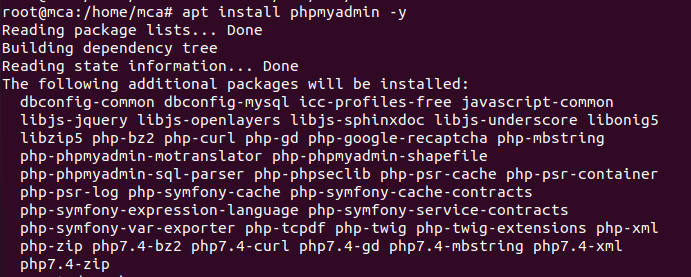 root@mca:/home/mca# apt install phpmyadmin -y
Reading package lists... Done
Building dependency tree
Reading state information... Done
The following additional packages will be installed:
  dbconfig-common dbconfig-mysql icc-profiles-free javascript-common
  libjs-jquery libjs-openlayers libjs-sphinxdoc libjs-underscore libonig5
  libzip5 php-bz2 php-curl php-gd php-google-recaptcha php-mbstring
  php-phpmyadmin-motranslator php-phpmyadmin-shapefile
  php-phpmyadmin-sql-parser php-phpseclib php-psr-cache php-psr-container
  php-psr-log php-symfony-cache php-symfony-cache-contracts
  php-symfony-expression-language php-symfony-service-contracts
  php-symfony-var-exporter php-tcpdf php-twig php-twig-extensions php-xml
  php-zip php7.4-bz2 php7.4-curl php7.4-gd php7.4-mbstring php7.4-xml
  php7.4-zip